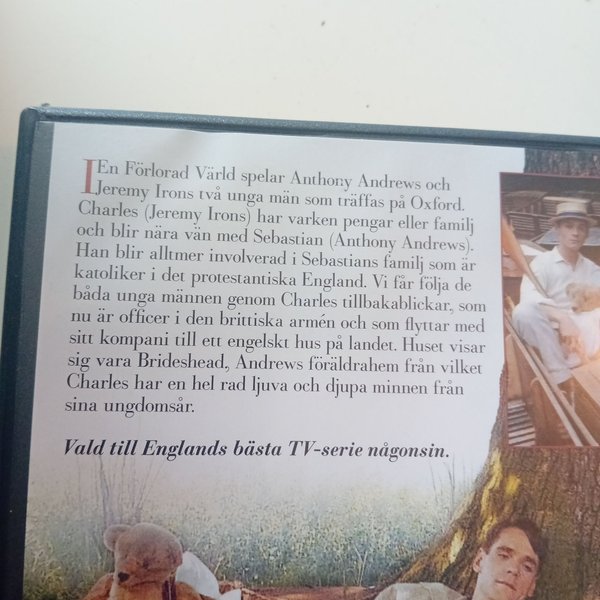 I En Förlorad Värld spelar Anthony Andrews och
Jeremy Irons två unga män som träffas på Oxford.
Charles (Jeremy Irons) har varken pengar eller familj
och blir nära vän med Sebastian (Anthony Andrews).
Han blir alltmer involverad i Sebastians familj som är
katoliker i det protestantiska England. Vi får följa de
båda unga männen genom Charles tillbakablickar, som
nu är officer i den brittiska armén och som flyttar med
sitt kompani till ett engelskt hus på landet. Huset visar
sig vara Brideshead, Andrews föräldrahem från vilket
Charles har en hel rad ljuva och djupa minnen från
sina ungdomsår.
Vald till Englands bästa TV-serie någonsin.